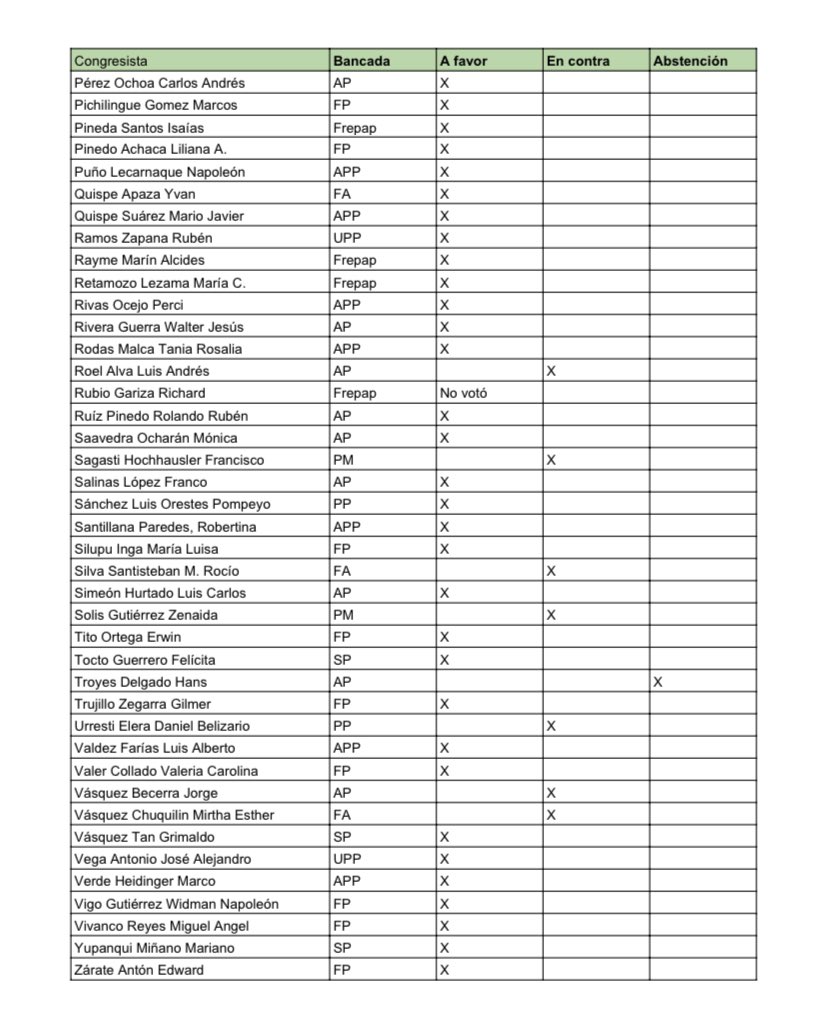 Congresista Bancada A favor En contra Abstención
Pérez Ochoa Carlos Andrés AP X
Pichilingue Gomez Marcos FP X
Pineda Santos Isaías Frepap X
Pinedo Achaca Liliana A. FP X
Puño Lecarnaque Napoleón APP X
Quispe Apaza Yvan FA X
Quispe Suárez Mario Javier APP X
Ramos Zapana Rubén UPP X
Rayme Marín Alcides Frepap X
Retamozo Lezama María C. Frepap X
Rivas Ocejo Perci APP X
Rivera Guerra Walter Jesús AP X
Rodas Malca Tania Rosalia APP X
Roel Alva Luis Andrés AP X
Rubio Gariza Richard Frepap No votó
Ruíz Pinedo Rolando Rubén AP X
Saavedra Ocharán Mónica AP X
Sagasti Hochhausler Francisco PM X
Salinas López Franco AP X
Sánchez Luis Orestes Pompeyo PP X
Santillana Paredes, Robertina APP X
Silupu Inga María Luisa FP X
Silva Santisteban M. Rocío FA X
Simeón Hurtado Luis Carlos AP X
Solis Gutiérrez Zenaida PM X
Tito Ortega Erwin FP X
Tocto Guerrero Felícita SP X
Troyes Delgado Hans AP X
Trujillo Zegarra Gilmer FP X
Urresti Elera Daniel Belizario PP X
Valdez Farías Luis Alberto APP X
Valer Collado Valeria Carolina FP X
Vásquez Becerra Jorge AP X
Vásquez Chuquilin Mirtha Esther FA X
Vásquez Tan Grimaldo SP X
Vega Antonio José Alejandro UPP X
Verde Heidinger Marco APP X
Vigo Gutiérrez Widman Napoleón FP X
Vivanco Reyes Miguel Angel FP X
Yupanqui Miñano Mariano SP X
Zárate Antón Edward FP X